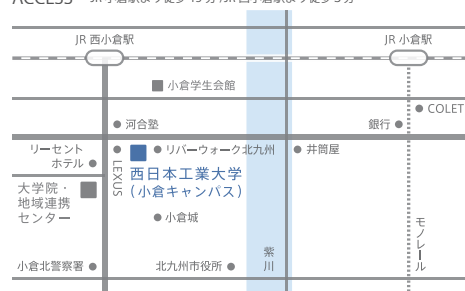 ACCESS
JR 西小倉駅
JR 小倉駅
小倉学生会館
COLET
河合塾
銀行
リーセント
ホテル
LEXUS
リバーウォーク北九州
井筒屋
西日本工業大学
(小倉キャンパス)
大学院・
地域連携
センター
小倉城
モノレール
紫川
小倉北警察署
北九州市役所